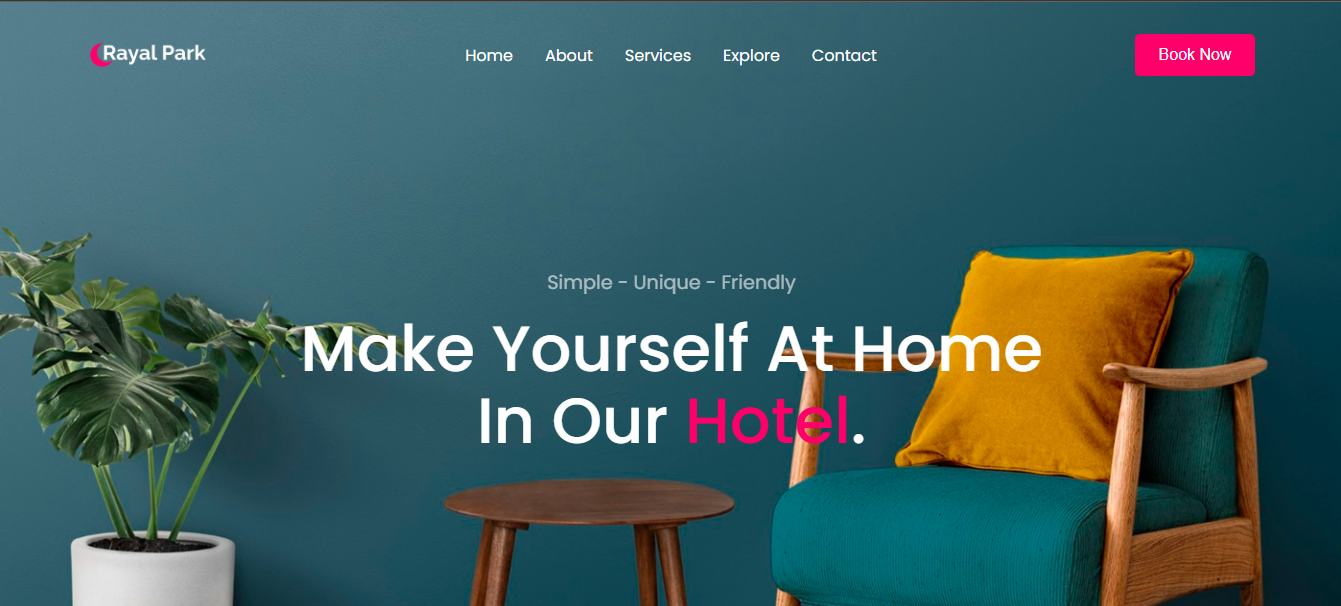 Rayal Park
Home About Services Explore Contact
Book Now
Simple - Unique - Friendly
Make Yourself At Home
In Our Hotel.